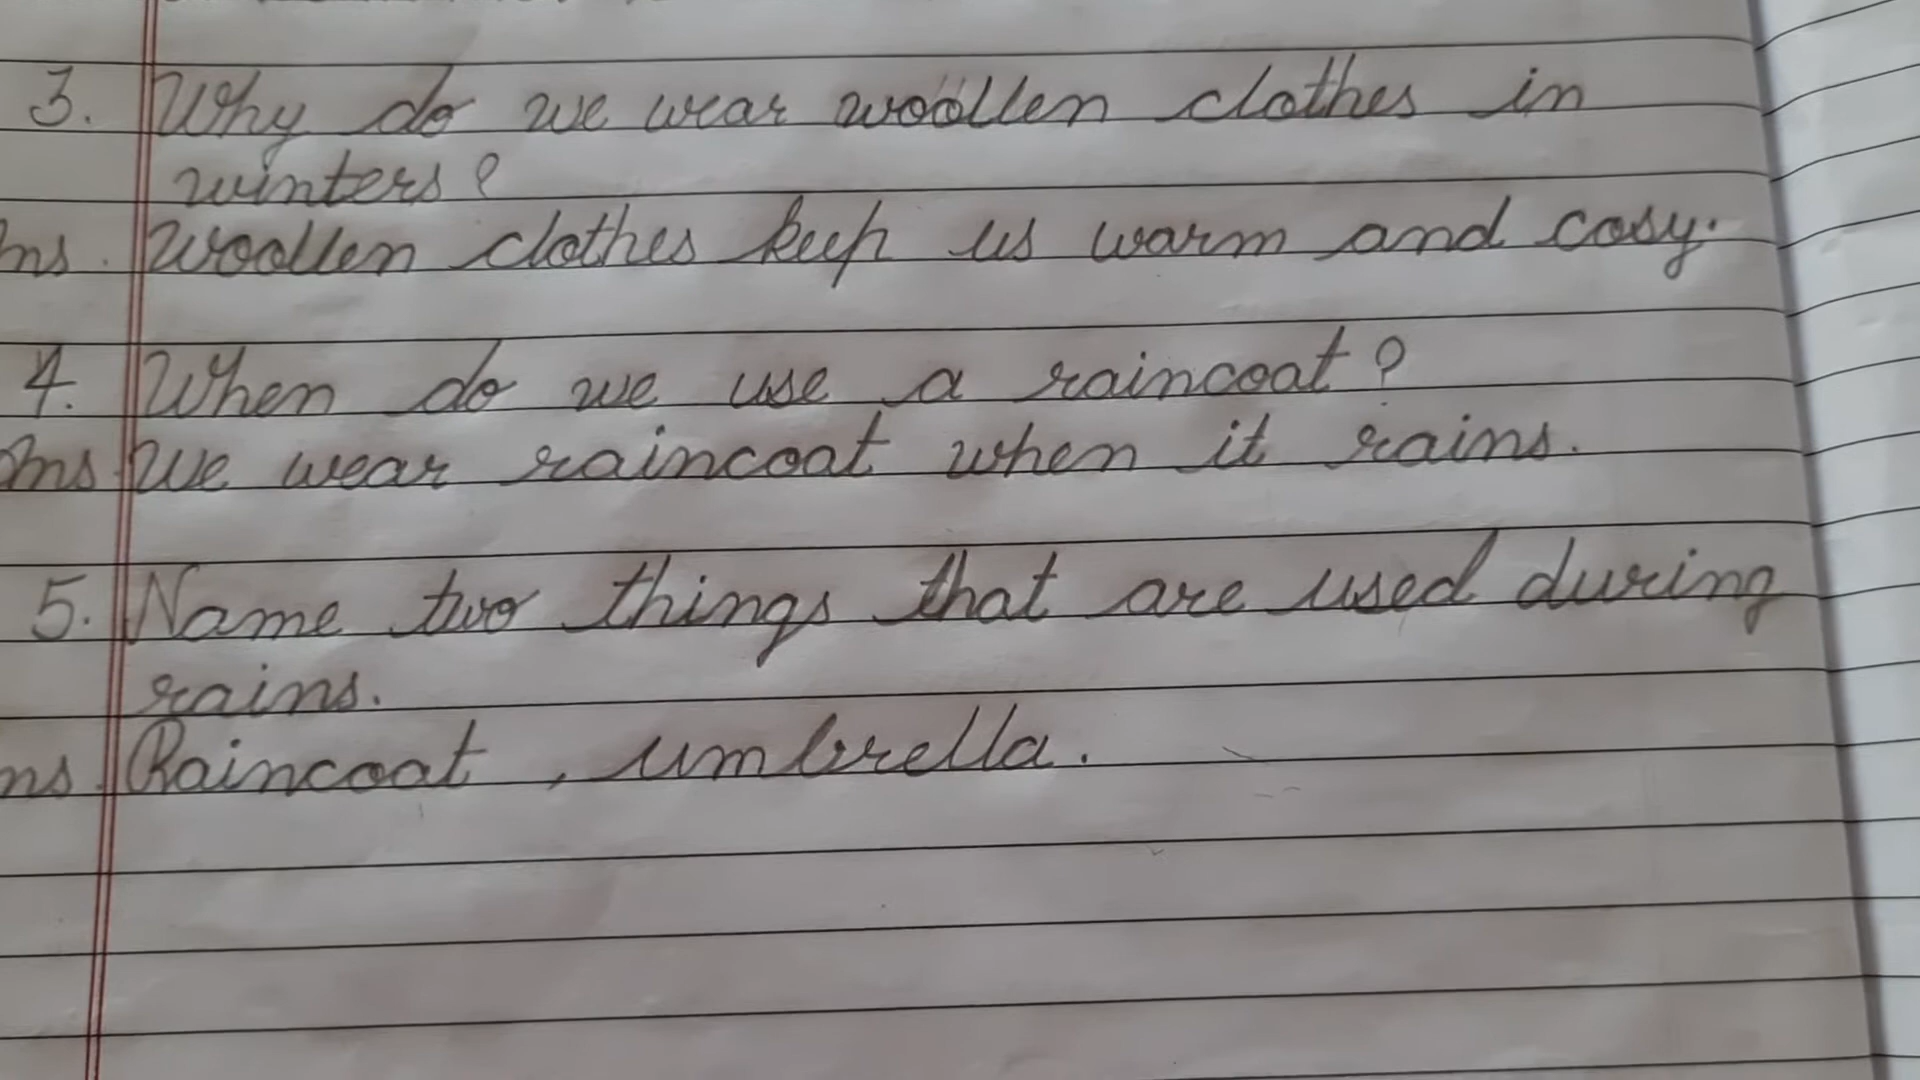 3. Why do we wear woollen clothes in
winters?
ns. Woollen clothes keep us warm and cosy.
4. When do we use a raincoat?
Ans We wear raincoat when it rains.
5. Name two things that are used during
rains.
ns. Raincoat, umbrella.